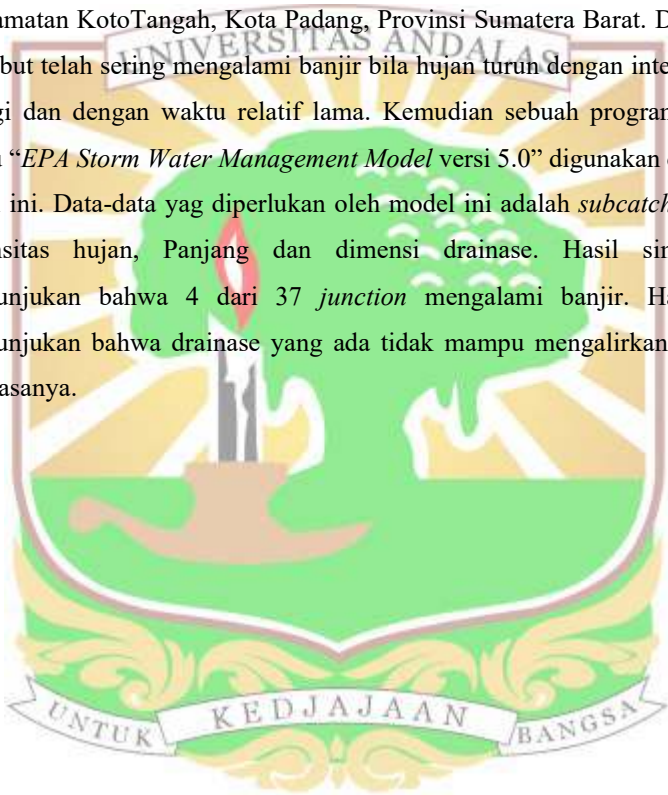 amatan KotoTangah, Kota Padang, Provinsi Sumatera Barat. D
UNIVERSITAS ANDALAS
but telah sering mengalami banjir bila hujan turun dengan inte
gi dan dengan waktu relatif lama. Kemudian sebuah program
“EPA Storm Water Management Model versi 5.0” digunakan
ini. Data-data yag diperlukan oleh model ini adalah subcatch
nsitas hujan, Panjang dan dimensi drainase. Hasil sin
unjukan bahwa 4 dari 37 junction mengalami banjir. Ha
unjukan bahwa drainase yang ada tidak mampu mengalirkan
asanya.
UNTUK KEDJAJAAN BANGSA